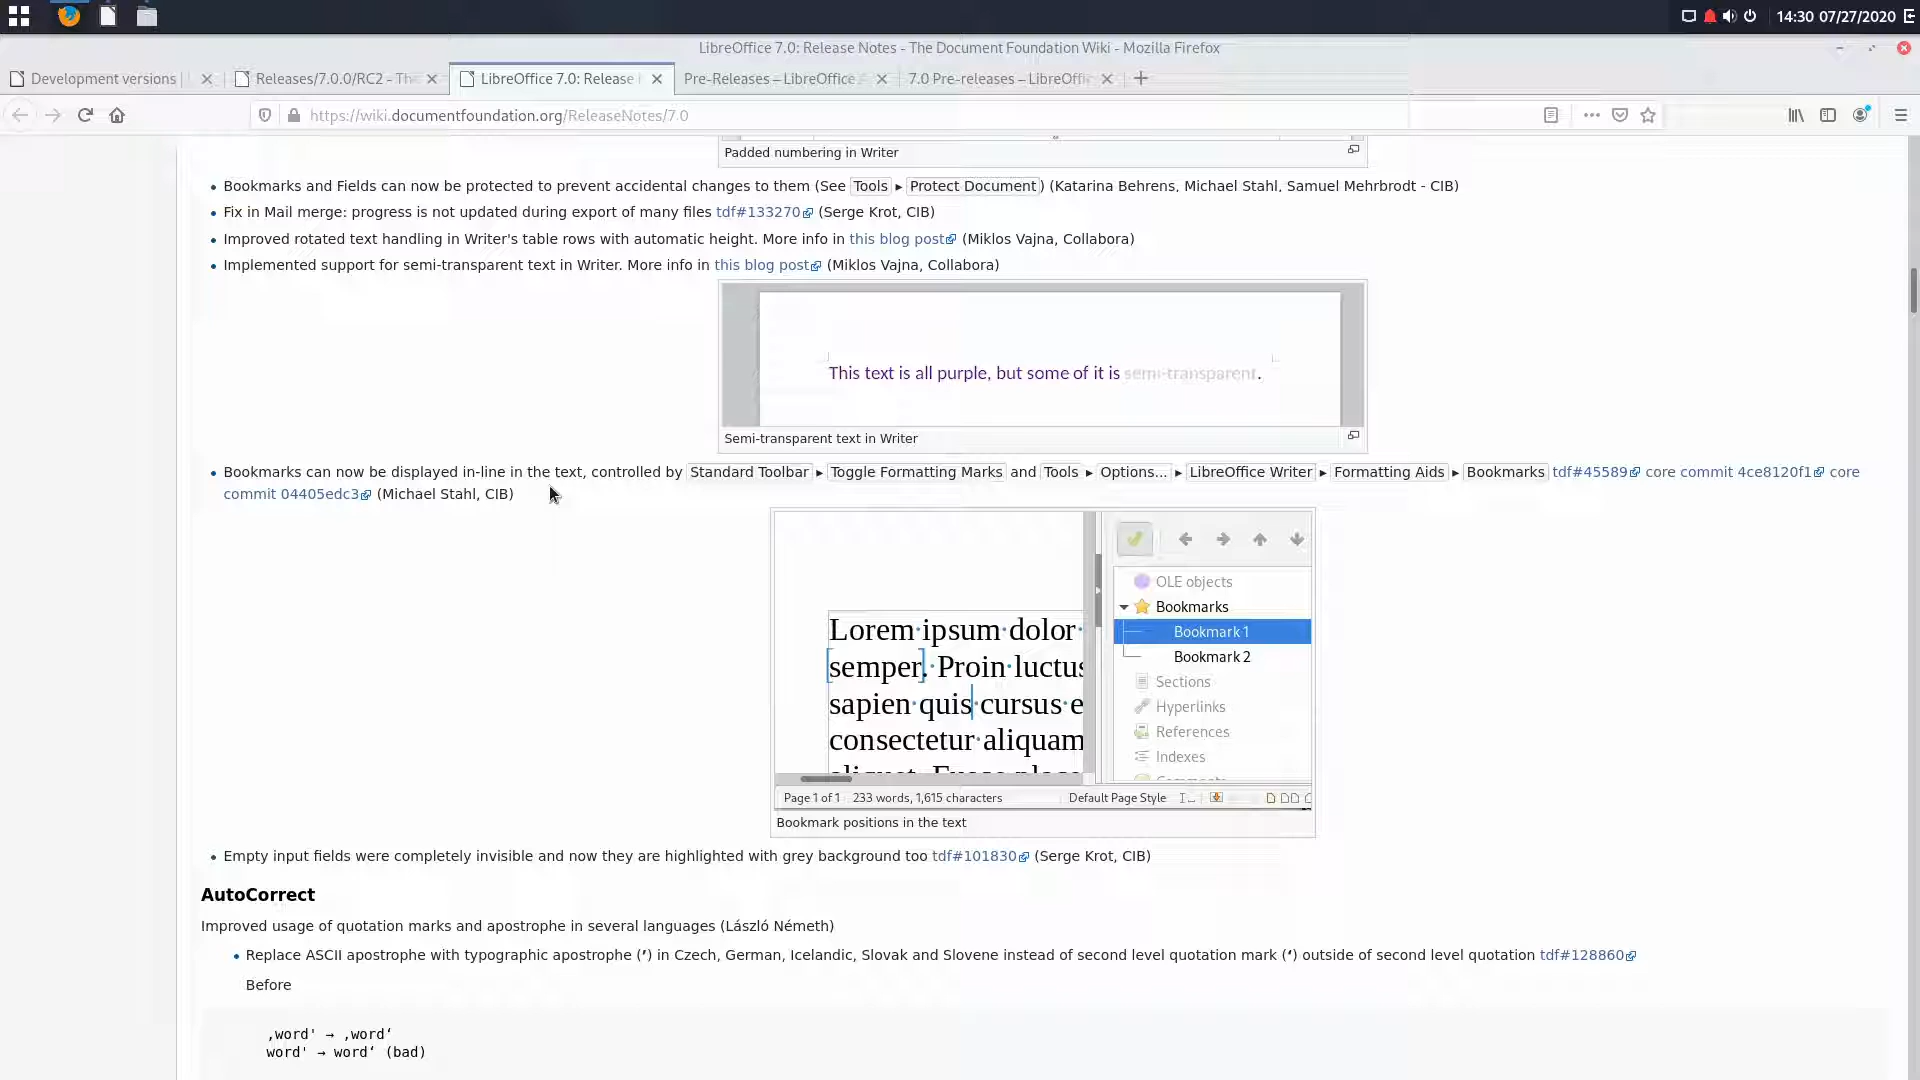 14:30 07/27/2020
LibreOffice 7.0: Release Notes - The Document Foundation Wiki - Mozilla Firefox
Development versions
Releases/7.0.0/RC2 - The
LibreOffice 7.0: Release
Pre-Releases – LibreOffice
7.0 Pre-releases – LibreOffic
https://wiki.documentfoundation.org/ReleaseNotes/7.0
Padded numbering in Writer
• Bookmarks and Fields can now be protected to prevent accidental changes to them (See Tools ▸ Protect Document) (Katarina Behrens, Michael Stahl, Samuel Mehrbrodt - CIB)
• Fix in Mail merge: progress is not updated during export of many files tdf#133270 (Serge Krot, CIB)
• Improved rotated text handling in Writer's table rows with automatic height. More info in this blog post (Miklos Vajna, Collabora)
• Implemented support for semi-transparent text in Writer. More info in this blog post (Miklos Vajna, Collabora)
This text is all purple, but some of it is semi-transparent.
Semi-transparent text in Writer
• Bookmarks can now be displayed in-line in the text, controlled by Standard Toolbar ▸ Toggle Formatting Marks and Tools ▸ Options... ▸ LibreOffice Writer ▸ Formatting Aids ▸ Bookmarks tdf#45589 core commit 4ce8120f1 core
commit 04405edc3 (Michael Stahl, CIB)
Lorem·ipsum·dolor·
semper.·Proin·luctus
sapien·quis·cursus·e
consectetur·aliquam
OLE objects
Bookmarks
Bookmark 1
Bookmark 2
Sections
Hyperlinks
References
Indexes
Comments
Page 1 of 1 233 words, 1,615 characters Default Page Style
Bookmark positions in the text
• Empty input fields were completely invisible and now they are highlighted with grey background too tdf#101830 (Serge Krot, CIB)
AutoCorrect
Improved usage of quotation marks and apostrophe in several languages (László Németh)
• Replace ASCII apostrophe with typographic apostrophe (’) in Czech, German, Icelandic, Slovak and Slovene instead of second level quotation mark (‘) outside of second level quotation tdf#128860
Before
‚word' → ‚word‘
word' → word‘ (bad)